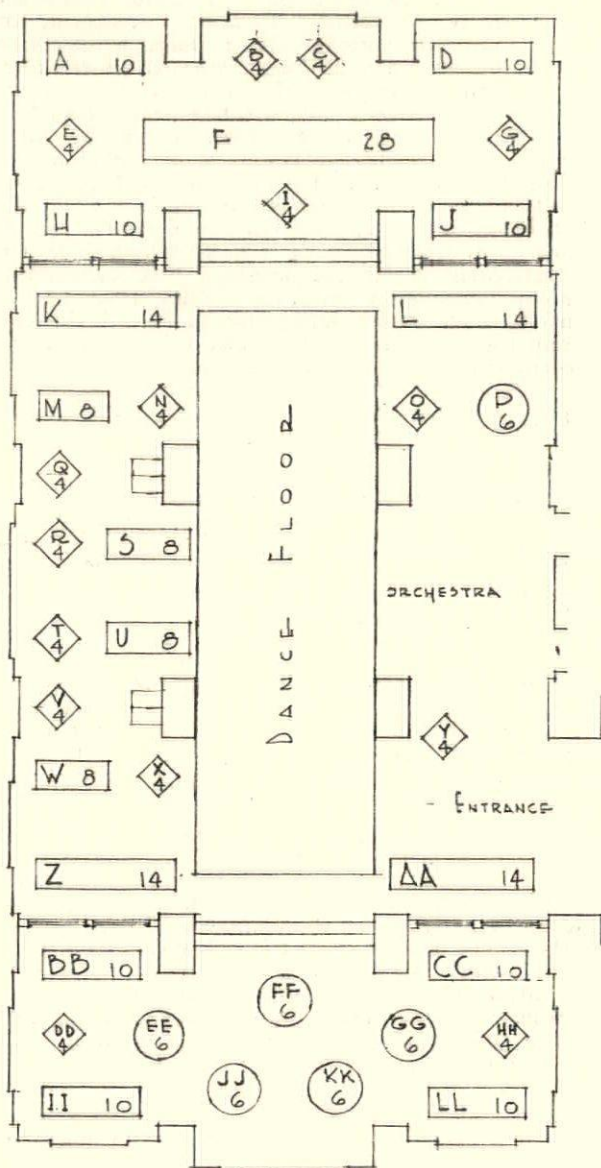 A 10
B 4
C 4
D 10
E 4
F 28
G 4
H 10
I 4
J 10
K 14
L 14
M 8
N 4
O 4
P 6
Q 4
R 4
S 8
DANCE FLOOR
ORCHESTRA
T 4
U 8
V 4
Y 4
W 8
X 4
- ENTRANCE
Z 14
AA 14
BB 10
CC 10
FF 6
DD 4
EE 6
GG 6
HH 4
JJ 6
KK 6
II 10
LL 10